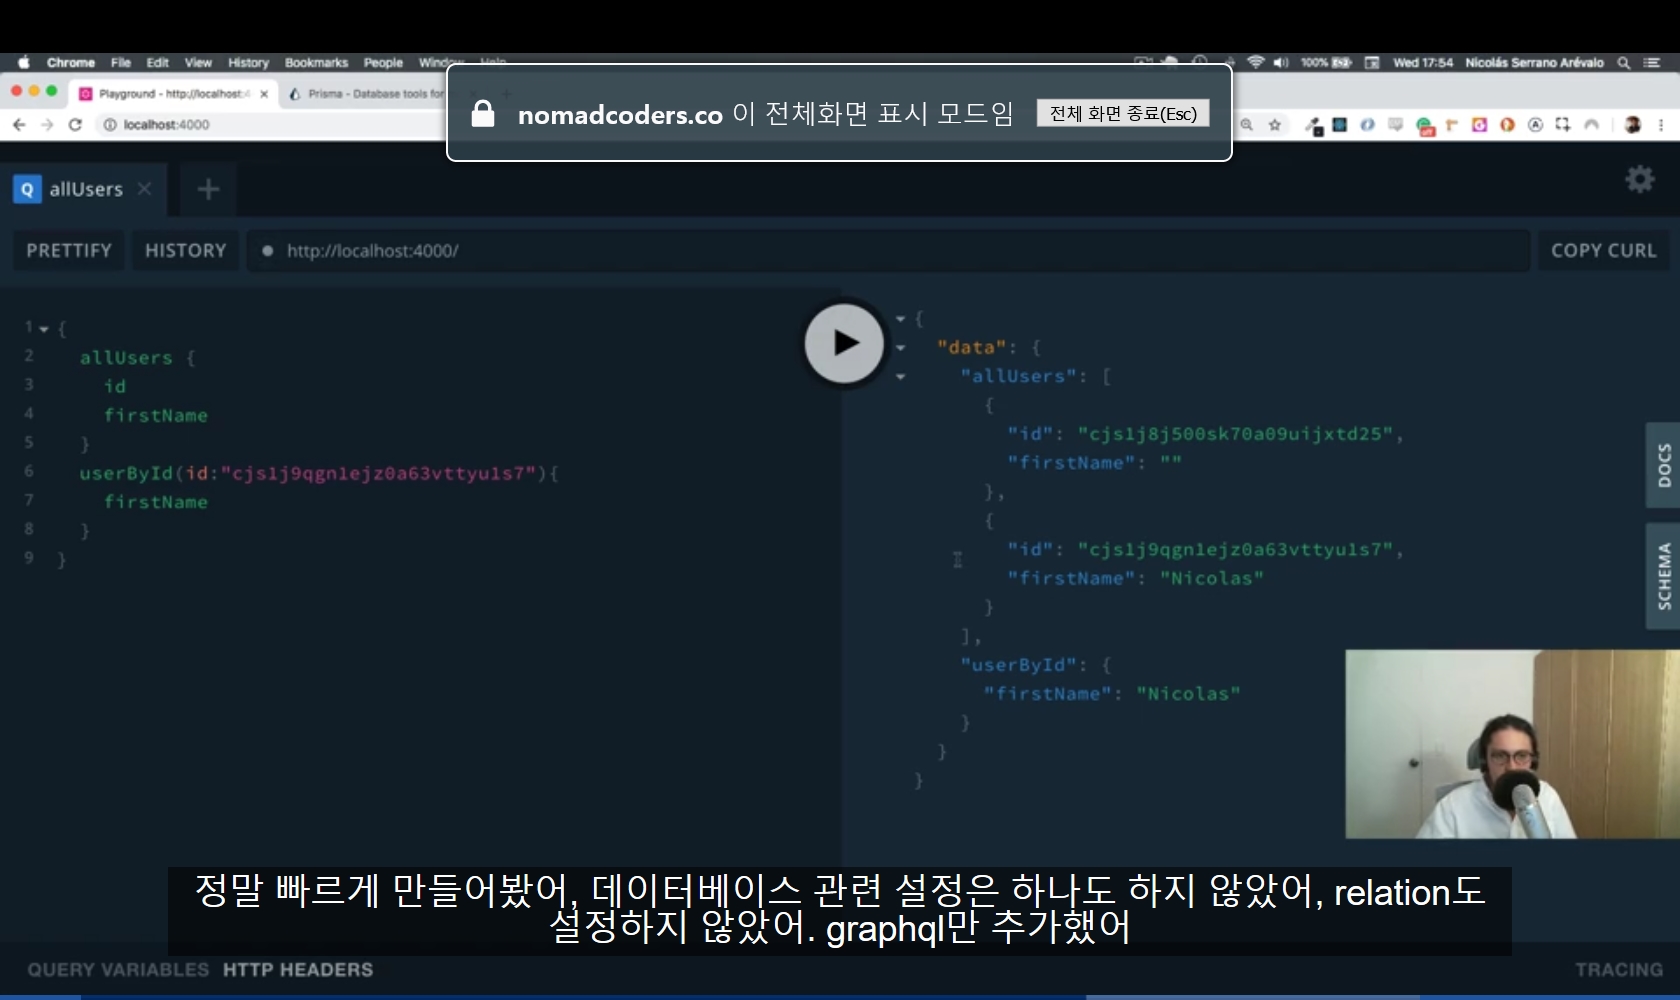 Chrome File Edit View History Bookmarks People Window Help
100% Wed 17:54 Nicolás Serrano Arévalo
Playground - http://localhost:4
Prisma - Database tools for
nomadcoders.co 이 전체화면 표시 모드임
전체 화면 종료(Esc)
localhost:4000
Q allUsers
PRETTIFY HISTORY http://localhost:4000/ COPY CURL
1 {
2 allUsers {
3 id
4 firstName
5 }
6 userById(id:"cjs1j9qgn1ejz0a63vttyu1s7"){
7 firstName
8 }
9 }
{
"data": {
"allUsers": [
{
"id": "cjs1j8j500sk70a09uijxtd25",
"firstName": ""
},
{
"id": "cjs1j9qgn1ejz0a63vttyu1s7",
"firstName": "Nicolas"
}
],
"userById": {
"firstName": "Nicolas"
}
}
}
DOCS
SCHEMA
정말 빠르게 만들어봤어, 데이터베이스 관련 설정은 하나도 하지 않았어, relation도
설정하지 않았어. graphql만 추가했어
QUERY VARIABLES HTTP HEADERS
TRACING